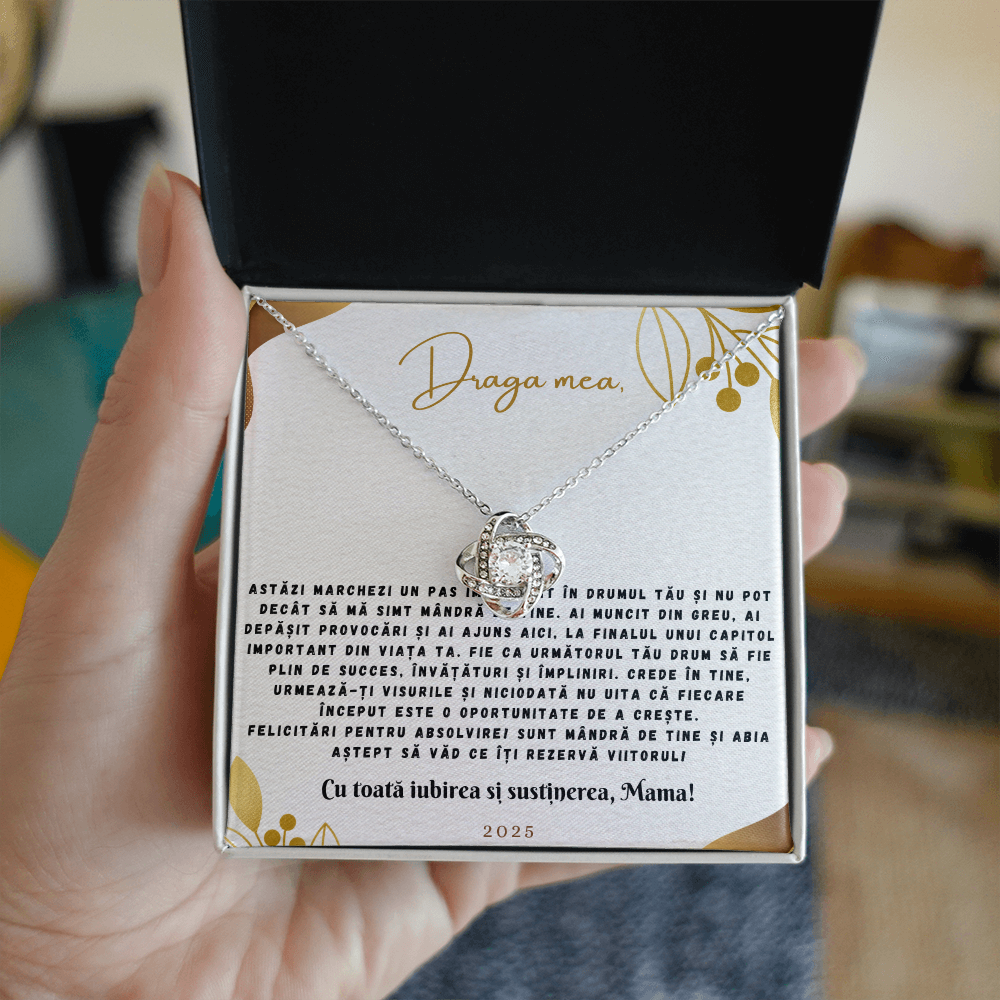 Draga mea,
ASTĂZI MARCHEZI UN PAS ÎN DRUMUL TĂU ȘI NU POT
DECÂT SĂ MĂ SIMT MÂNDRĂ TINE. AI MUNCIT DIN GREU, AI
DEPĂȘIT PROVOCĂRI ȘI AI AJUNS AICI, LA FINALUL UNUI CAPITOL
IMPORTANT DIN VIAȚA TA. FIE CA URMĂTORUL TĂU DRUM SĂ FIE
PLIN DE SUCCES, ÎNVĂȚĂTURI ȘI ÎMPLINIRI. CREDE ÎN TINE,
URMEAZĂ-ȚI VISURILE ȘI NICIODATĂ NU UITA CĂ FIECARE
ÎNCEPUT ESTE O OPORTUNITATE DE A CREȘTE.
FELICITĂRI PENTRU ABSOLVIRE! SUNT MÂNDRĂ DE TINE ȘI ABIA
AȘTEPT SĂ VĂD CE ÎȚI REZERVĂ VIITORUL!
Cu toată iubirea și susținerea, Mama!
2025